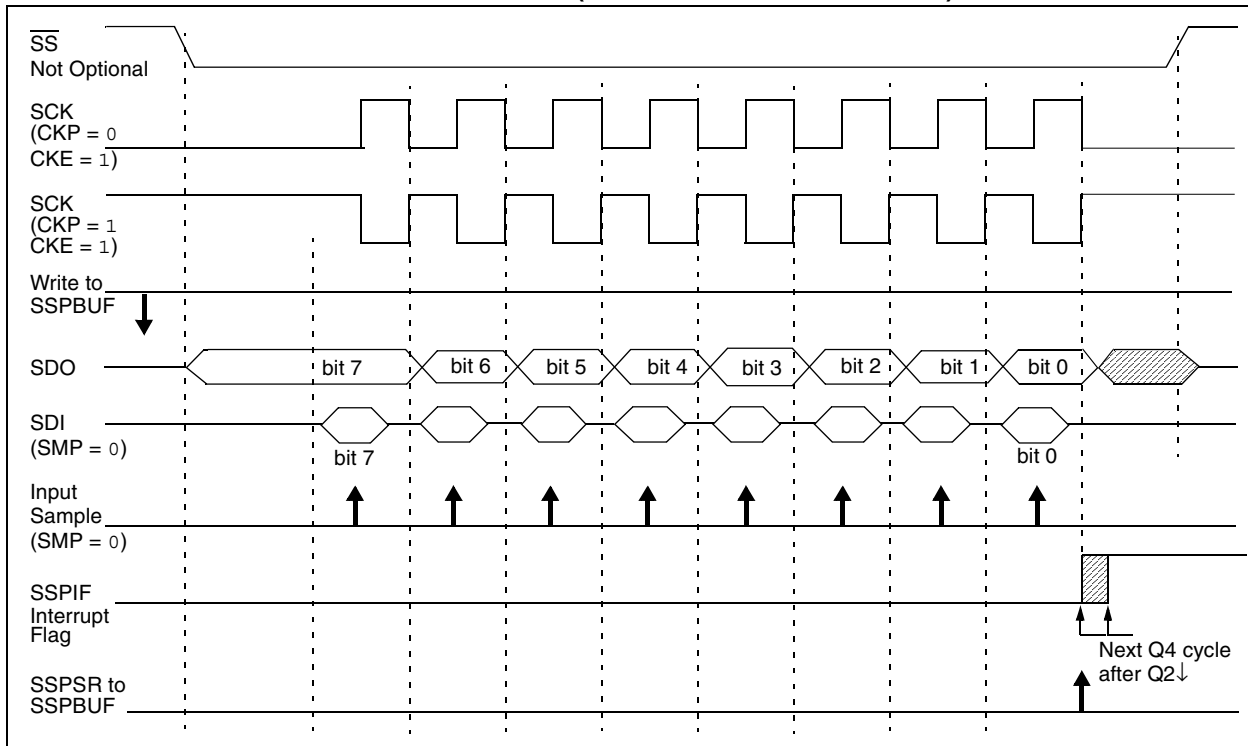 SS
Not Optional
SCK
(CKP = 0
CKE = 1)
SCK
(CKP = 1
CKE = 1)
Write to
SSPBUF
SDO
bit 7 bit 6 bit 5 bit 4 bit 3 bit 2 bit 1 bit 0
SDI
(SMP = 0)
bit 7 bit 0
Input
Sample
(SMP = 0)
SSPIF
Interrupt
Flag
Next Q4 cycle
after Q2↓
SSPSR to
SSPBUF